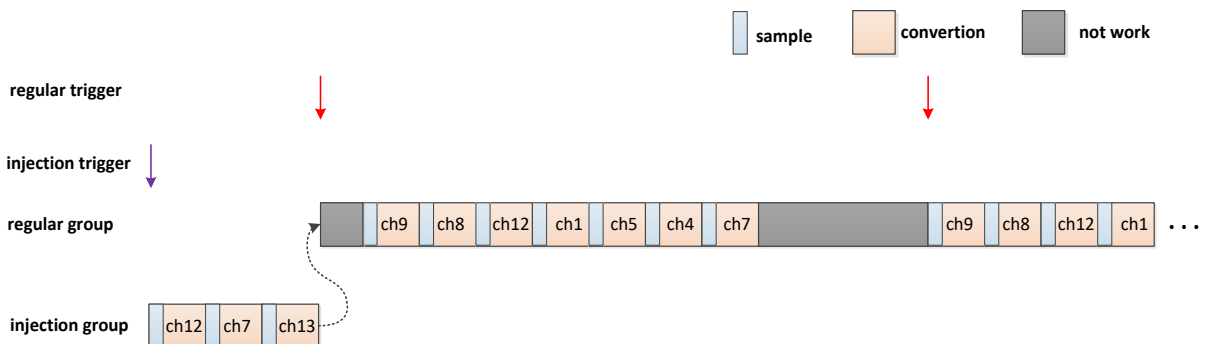 sample convertion not work
regular trigger
injection trigger
regular group ch9 ch8 ch12 ch1 ch5 ch4 ch7 ch9 ch8 ch12 ch1 ...
injection group ch12 ch7 ch13